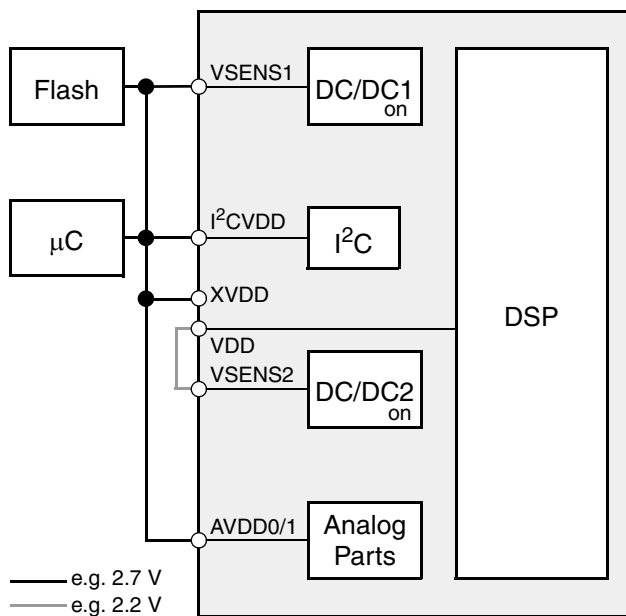 Flash
VSENS1
DC/DC1
on
μC
I²CVDD
I²C
XVDD
VDD
DSP
VSENS2
DC/DC2
on
AVDD0/1
Analog
Parts
e.g. 2.7 V
e.g. 2.2 V